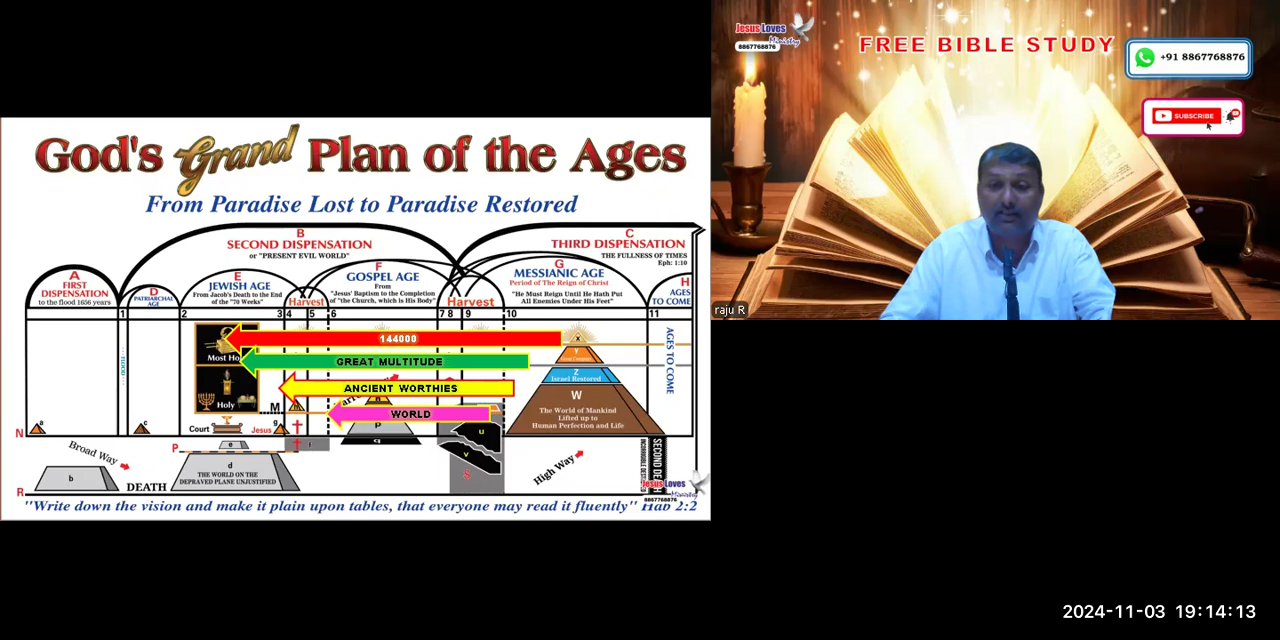 God's Grand Plan of the Ages
From Paradise Lost to Paradise Restored
A
FIRST
DISPENSATION
to the flood 1656 years
B
SECOND DISPENSATION
or "PRESENT EVIL WORLD"
C
THIRD DISPENSATION
THE FULLNESS OF TIMES
Eph: 1:10
D
PATRIARCHAL
AGE
E
JEWISH AGE
From Jacob's Death to the End
of the "70 Weeks"
Harvest
F
GOSPEL AGE
From
"Jesus' Baptism to the Completion
of "the Church, which is His Body"
Harvest
G
MESSIANIC AGE
Period of The Reign of Christ
"He Must Reign Until He Hath Put
All Enemies Under His Feet"
H
AGES
TO COME
1 2 3 4 5 6 7 8 9 10 11
FLOOD
144000
GREAT MULTITUDE
ANCIENT WORTHIES
WORLD
Most Ho
Holy
Court
M
Jesus
g
x
Y
Z
Israel Restored
W
The World of Mankind
Lifted up to
Human Perfection and Life
AGES TO COME
N
a
c
P
e
p
q
u
v
S
Broad Way
b
DEATH
d
THE WORLD ON THE
DEPRAVED PLANE UNJUSTIFIED
High Way
SECOND DE
R
Jesus Loves
Ministry
8867768876
"Write down the vision and make it plain upon tables, that everyone may read it fluently" Hab 2:2
Jesus Loves
Ministry
8867768876
FREE BIBLE STUDY
+91 8867768876
SUBSCRIBE
raju R
2024-11-03 19:14:13